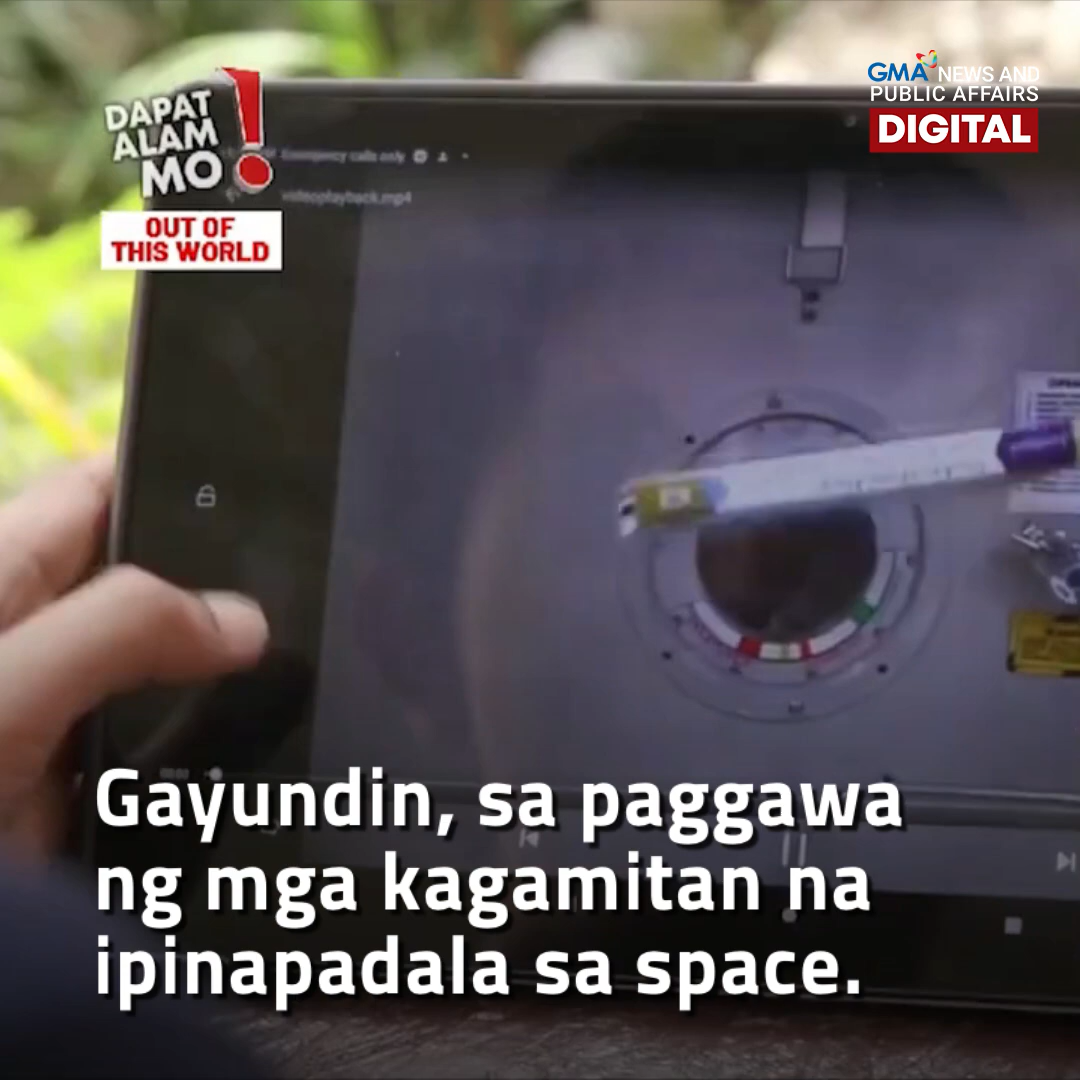 DAPAT
ALAM
MO!
OUT OF
THIS WORLD
GMA NEWS AND
PUBLIC AFFAIRS
DIGITAL
Emergency calls only
videoplayback.mp4
Gayundin, sa paggawa
ng mga kagamitan na
ipinapadala sa space.